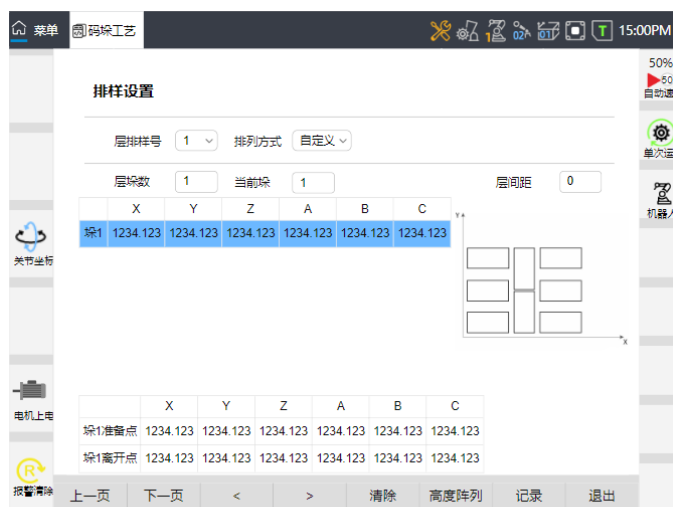 菜单 码垛工艺 1 02A 01 T 15:00PM
50%
50
自动速
排样设置
层排样号 1 排列方式 自定义
单次运
层垛数 1 当前垛 1 层间距 0
机器人
X Y Z A B C
垛1 1234.123 1234.123 1234.123 1234.123 1234.123 1234.123
Y
X
关节坐标
电机上电
X Y Z A B C
垛1准备点 1234.123 1234.123 1234.123 1234.123 1234.123 1234.123
垛1离开点 1234.123 1234.123 1234.123 1234.123 1234.123 1234.123
R
报警清除
上一页 下一页 < > 清除 高度阵列 记录 退出